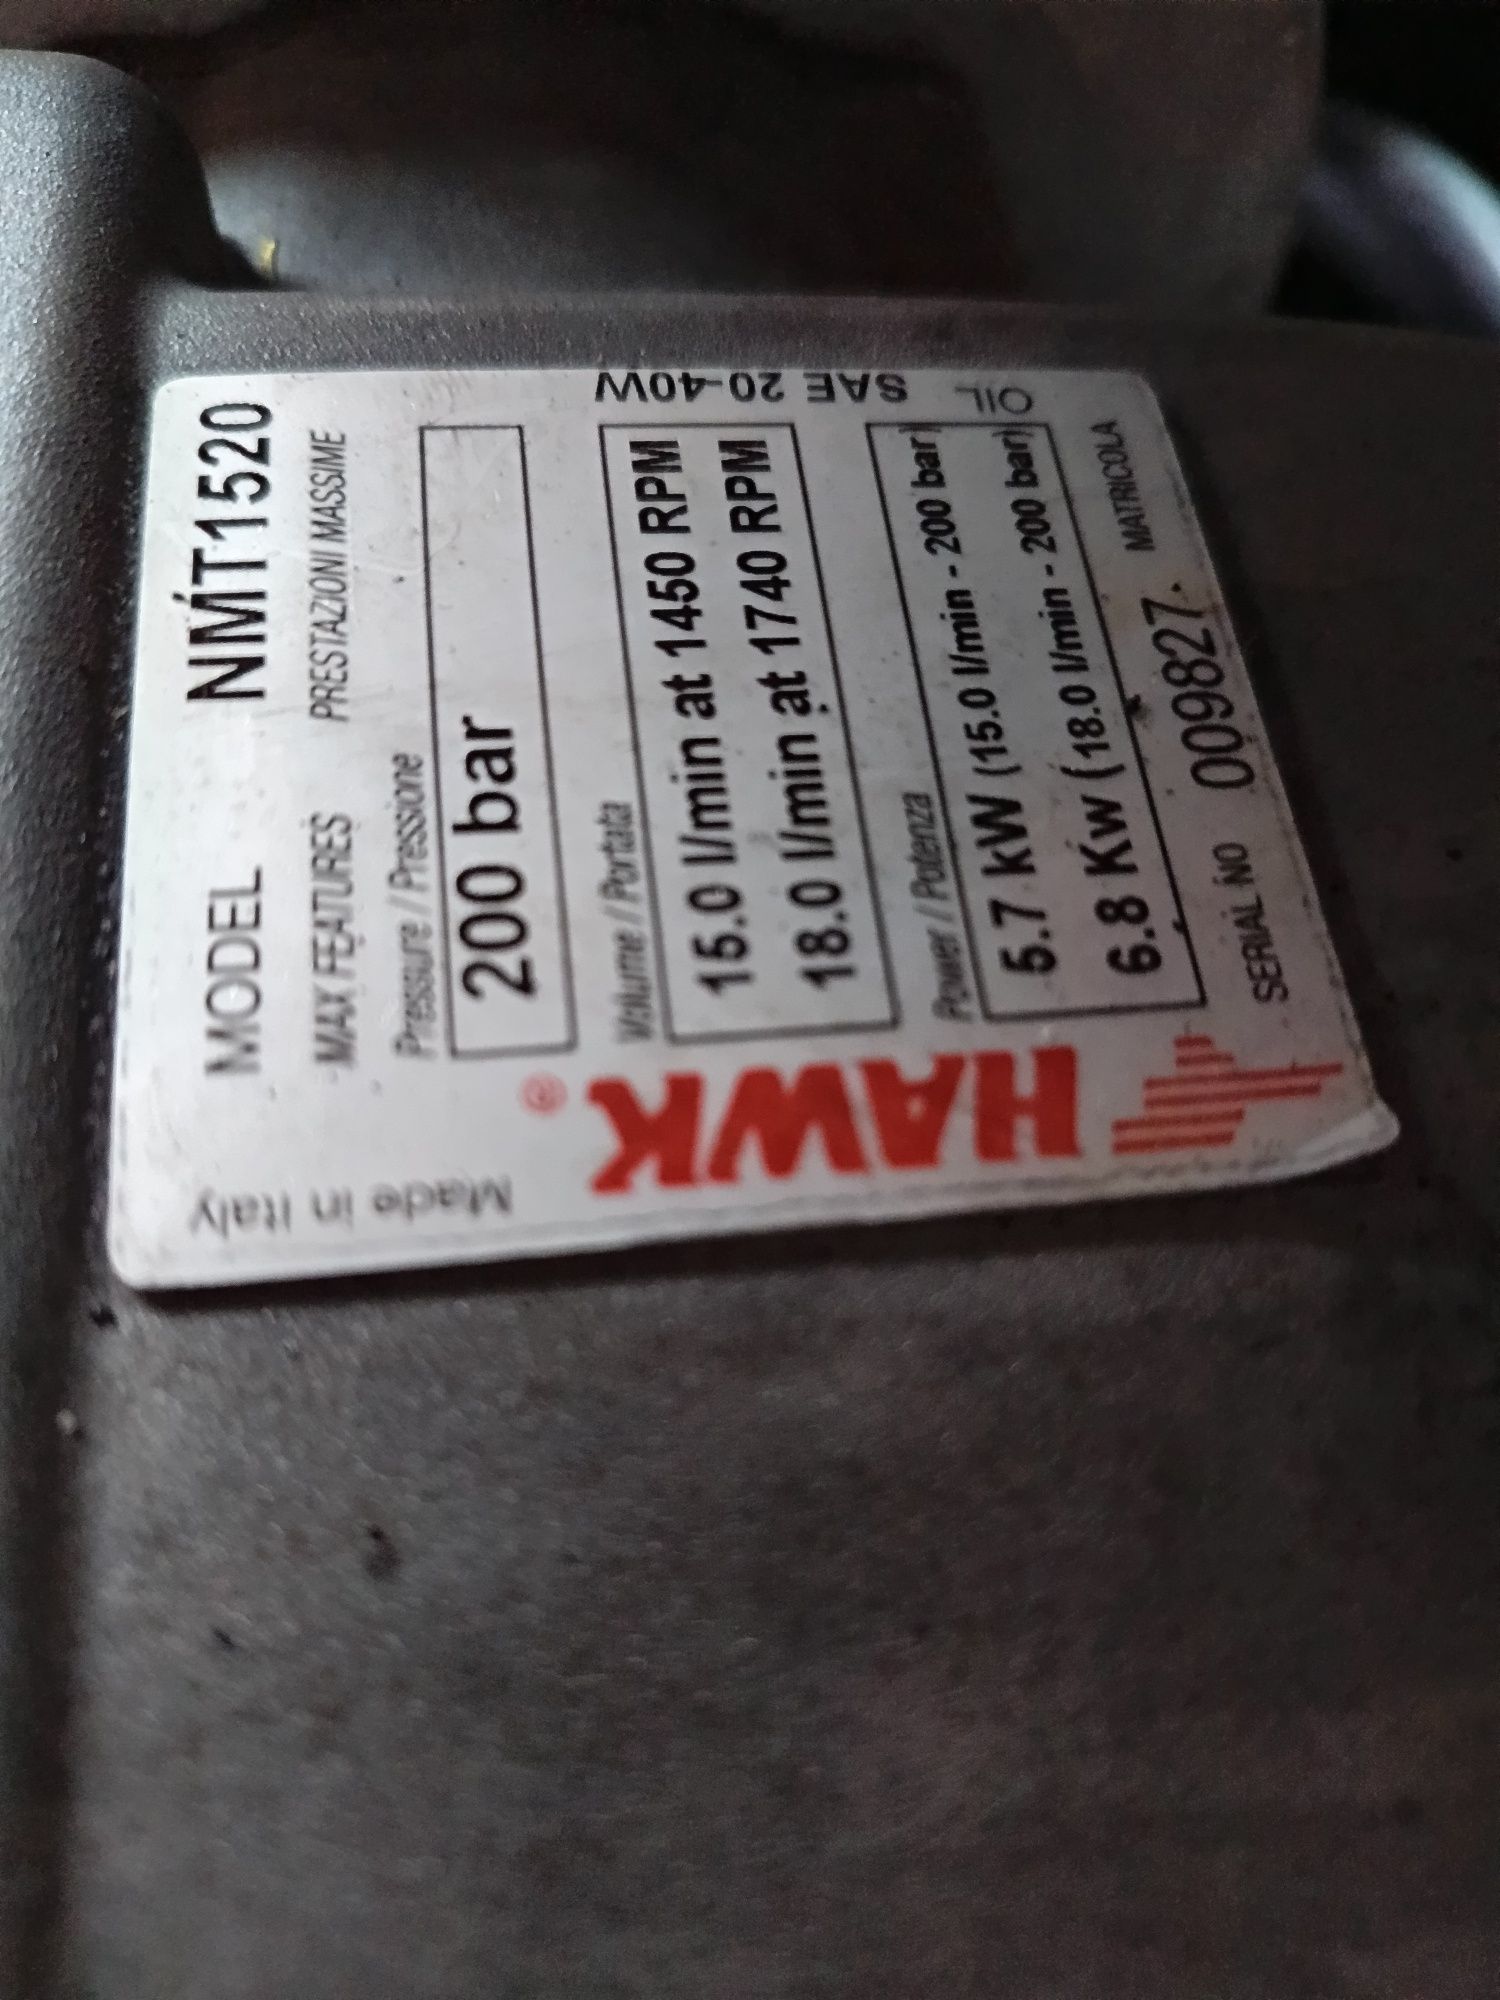 MODEL NMT1520
MAX FEATURES PRESTAZIONI MASSIME
Pressure / Pressione
200 bar
Volume / Portata
15.0 l/min at 1450 RPM
18.0 l/min at 1740 RPM
Power / Potenza
5.7 kW (15.0 l/min - 200 bar)
6.8 Kw (18.0 l/min - 200 bar)
SERIAL NO 009827 MATRICOLA
HAWK®
Made in Italy
OIL SAE 20-40W